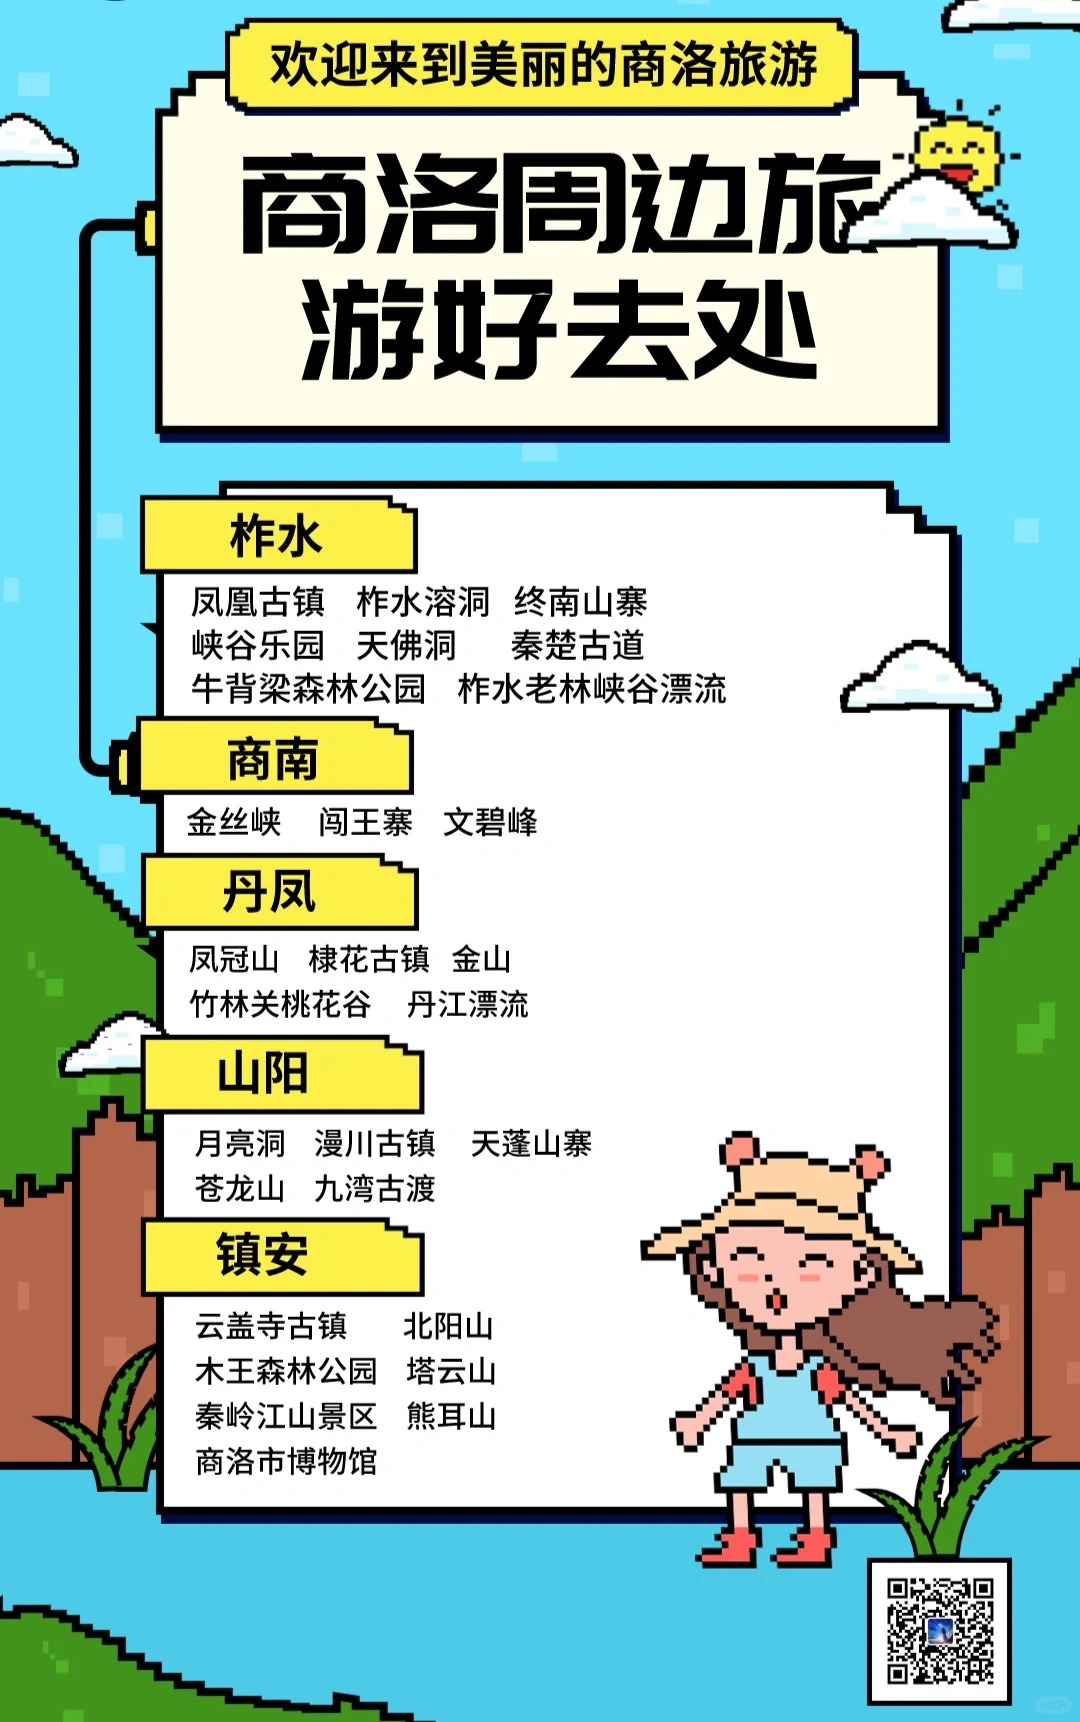 欢迎来到美丽的商洛旅游
商洛周边旅
游好去处
柞水
凤凰古镇 柞水溶洞 终南山寨
峡谷乐园 天佛洞 秦楚古道
牛背梁森林公园 柞水老林峡谷漂流
商南
金丝峡 闯王寨 文碧峰
丹凤
凤冠山 棣花古镇 金山
竹林关桃花谷 丹江漂流
山阳
月亮洞 漫川古镇 天蓬山寨
苍龙山 九湾古渡
镇安
云盖寺古镇 北阳山
木王森林公园 塔云山
秦岭江山景区 熊耳山
商洛市博物馆